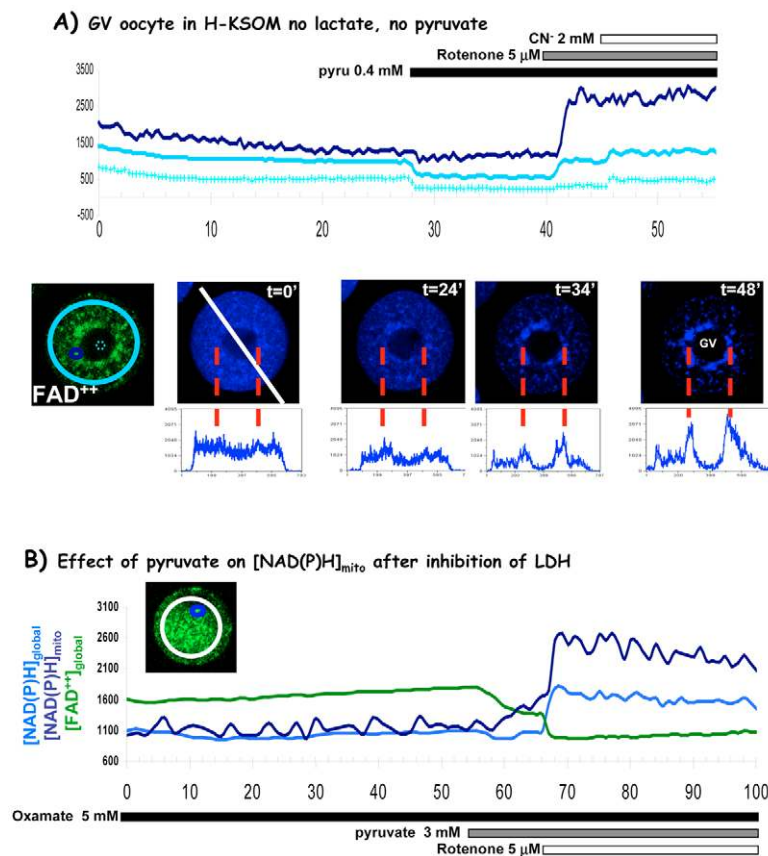 A) GV oocyte in H-KSOM no lactate, no pyruvate
CN- 2 mM
Rotenone 5 µM
pyru 0.4 mM
3500
2500
1500
500
-500
0 10 20 30 40 50
FAD++
t=0'
t=24'
t=34'
t=48'
GV
B) Effect of pyruvate on [NAD(P)H]mito after inhibition of LDH
[NAD(P)H]global
[NAD(P)H]mito
[FAD++]global
3100
2600
2100
1600
1100
600
0 10 20 30 40 50 60 70 80 90 100
Oxamate 5 mM
pyruvate 3 mM
Rotenone 5 µM